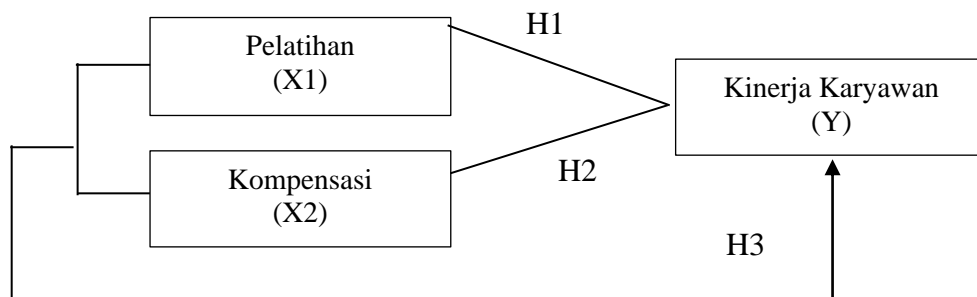 H1
Pelatihan
(X1)
Kinerja Karyawan
(Y)
Kompensasi
(X2)
H2
H3